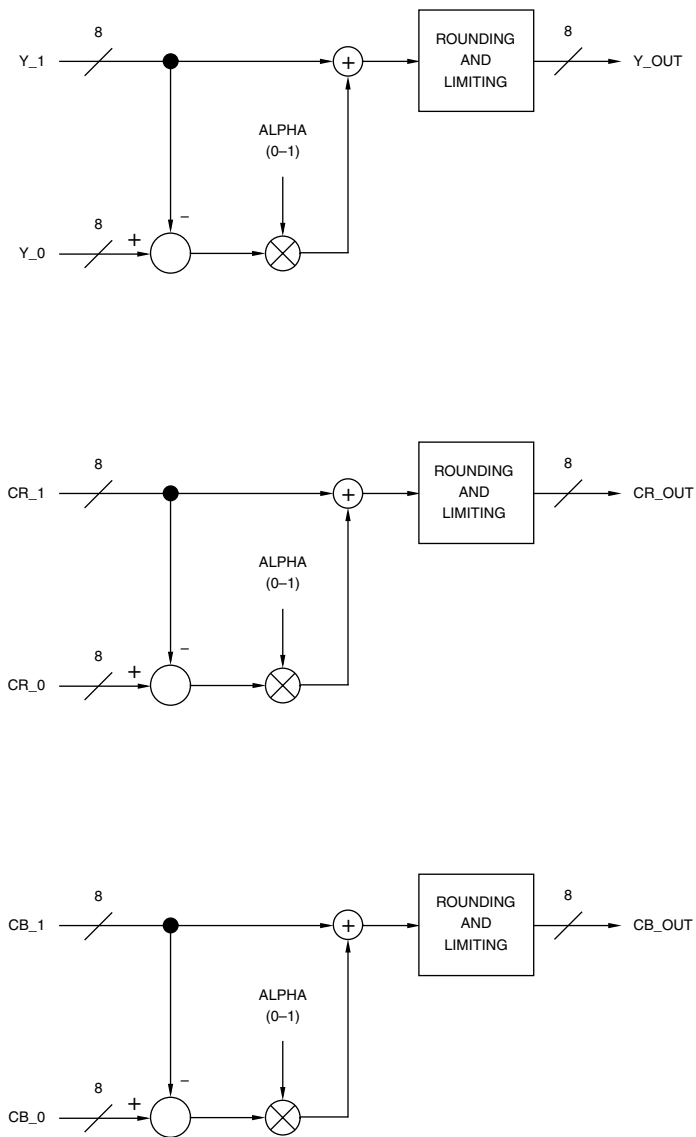 8
ROUNDING
AND
LIMITING
8
Y_1
+
Y_OUT
ALPHA
(0–1)
8
–
+
Y_0
8
ROUNDING
AND
LIMITING
8
CR_1
+
CR_OUT
ALPHA
(0–1)
8
–
+
CR_0
8
ROUNDING
AND
LIMITING
8
CB_1
+
CB_OUT
ALPHA
(0–1)
8
–
+
CB_0